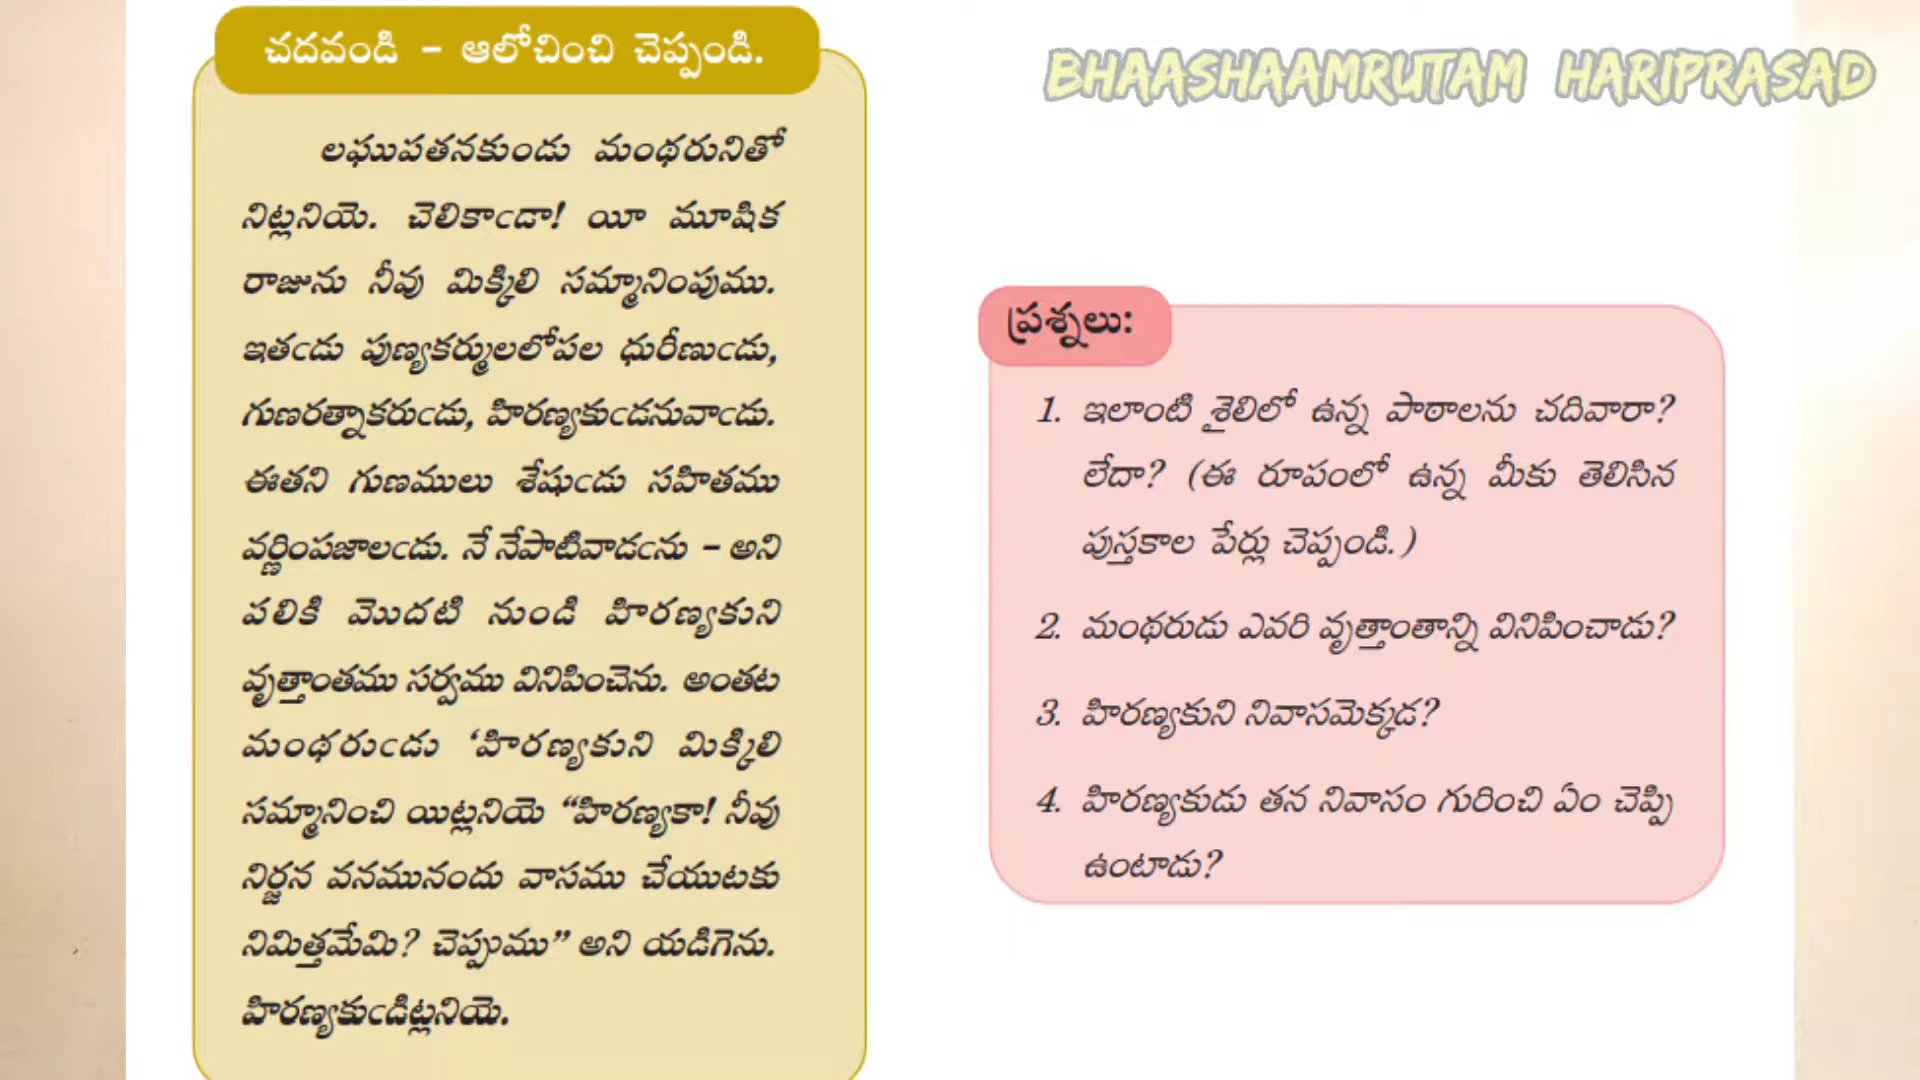 చదవండి - ఆలోచించి చెప్పండి.
BHAASHAAMRUTAM HARIPRASAD
లఘుపతనకుండు మంథరునితో
నిట్లనియె. చెలికాఁడా! యీ మూషిక
రాజును నీవు మిక్కిలి సమ్మానింపుము.
ఇతఁడు పుణ్యకర్ములలోపల ధురీణుఁడు,
గుణరత్నాకరుఁడు, హిరణ్యకుఁడనువాఁడు.
ఈతని గుణములు శేషుఁడు సహితము
వర్ణింపజాలఁడు. నే నేపాటివాడఁను – అని
పలికి మొదటి నుండి హిరణ్యకుని
వృత్తాంతము సర్వము వినిపించెను. అంతట
మంథరుఁడు ‘హిరణ్యకుని మిక్కిలి
సమ్మానించి యిట్లనియె “హిరణ్యకా! నీవు
నిర్జన వనమునందు వాసము చేయుటకు
నిమిత్తమేమి? చెప్పుము” అని యడిగెను.
హిరణ్యకుఁడిట్లనియె.
ప్రశ్నలు:
1. ఇలాంటి శైలిలో ఉన్న పాఠాలను చదివారా?
లేదా? (ఈ రూపంలో ఉన్న మీకు తెలిసిన
పుస్తకాల పేర్లు చెప్పండి.)
2. మంథరుడు ఎవరి వృత్తాంతాన్ని వినిపించాడు?
3. హిరణ్యకుని నివాసమెక్కడ?
4. హిరణ్యకుడు తన నివాసం గురించి ఏం చెప్పి
ఉంటాడు?